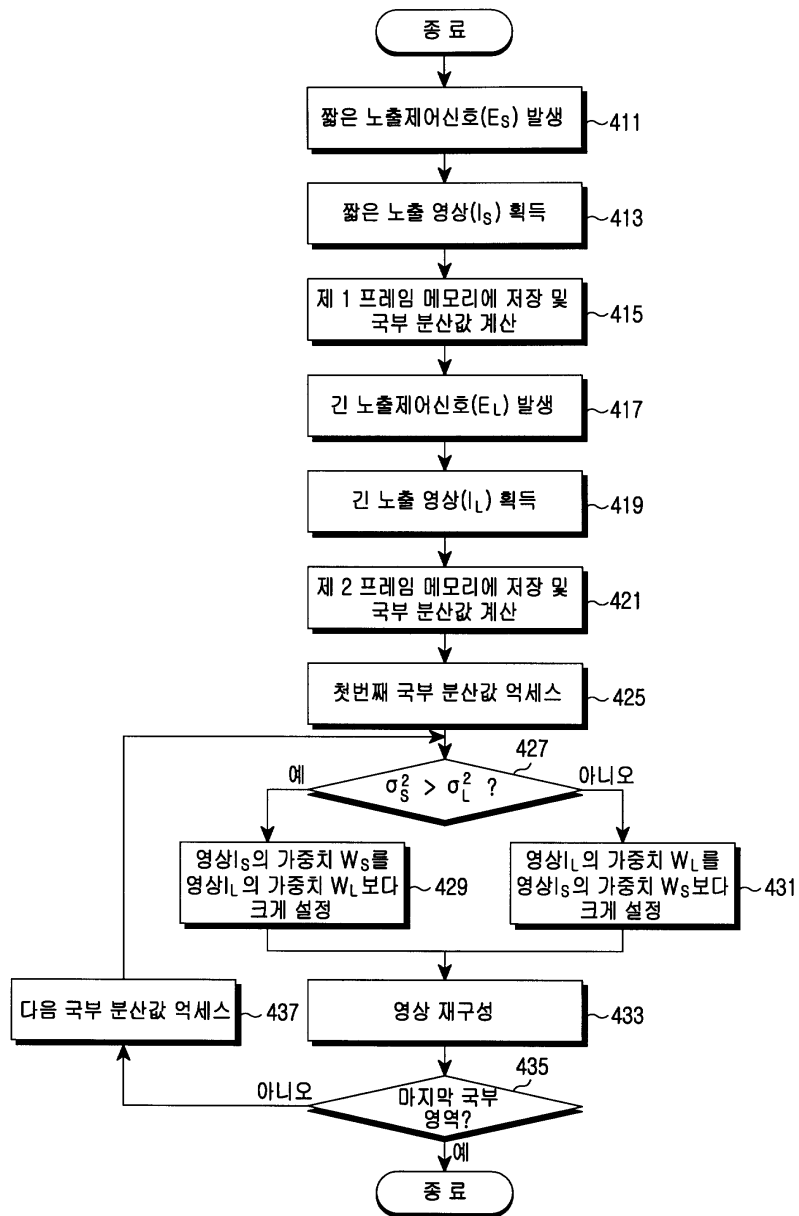 종 료
짧은 노출제어신호(ES) 발생
411
짧은 노출 영상(IS) 획득
413
제 1 프레임 메모리에 저장 및
국부 분산값 계산
415
긴 노출제어신호(EL) 발생
417
긴 노출 영상(IL) 획득
419
제 2 프레임 메모리에 저장 및
국부 분산값 계산
421
첫번째 국부 분산값 억세스
425
427
예
σS² > σL² ?
아니오
영상IS의 가중치 WS를
영상IL의 가중치 WL보다
크게 설정
429
영상IL의 가중치 WL를
영상IS의 가중치 WS보다
크게 설정
431
다음 국부 분산값 억세스
437
영상 재구성
433
435
아니오
마지막 국부
영역?
예
종 료